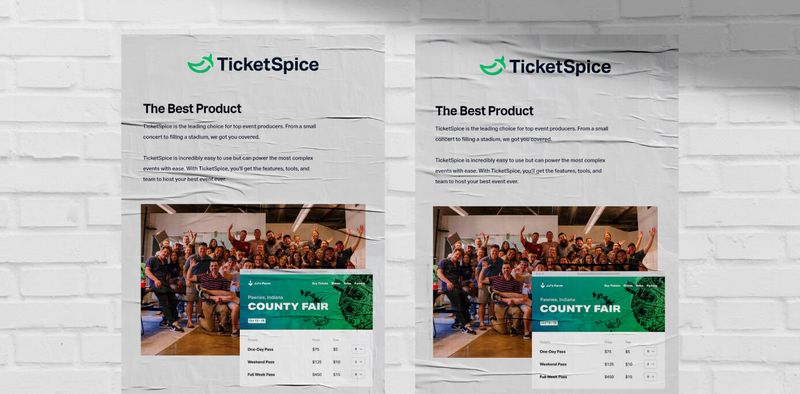 TicketSpice
The Best Product
TicketSpice is the leading choice for top event producers. From a small
concert to filling a stadium, we got you covered.
TicketSpice is incredibly easy to use but can power the most complex
events with ease. With TicketSpice, you'll get the features, tools, and
team to host your best event ever.
JJ's Farm
Buy Tickets
Pawnee, Indiana
COUNTY FAIR
One-Day Pass $75 $5
Weekend Pass $125 $10
Full Week Pass $450 $15
TicketSpice
The Best Product
TicketSpice is the leading choice for top event producers. From a small
concert to filling a stadium, we got you covered.
TicketSpice is incredibly easy to use but can power the most complex
events with ease. With TicketSpice, you'll get the features, tools, and
team to host your best event ever.
JJ's Farm
Buy Tickets
Pawnee, Indiana
COUNTY FAIR
One-Day Pass $75 $5
Weekend Pass $125 $10
Full Week Pass $450 $15